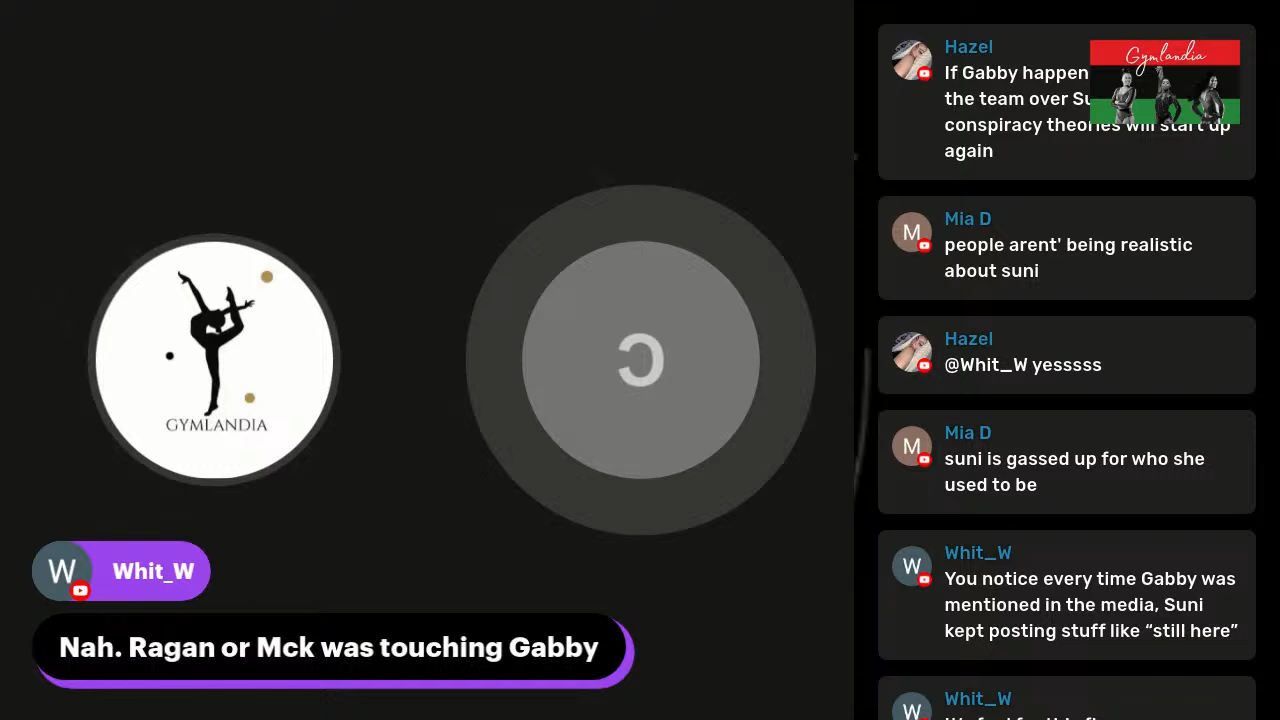 Hazel
If Gabby happen
the team over Su
conspiracy theories will start up
again
Gymlandia
M
Mia D
people arent' being realistic
about suni
Hazel
@Whit_W yesssss
M
Mia D
suni is gassed up for who she
used to be
W
Whit_W
You notice every time Gabby was
mentioned in the media, Suni
kept posting stuff like “still here”
W
Whit_W
GYMLANDIA
C
W
Whit_W
Nah. Ragan or Mck was touching Gabby